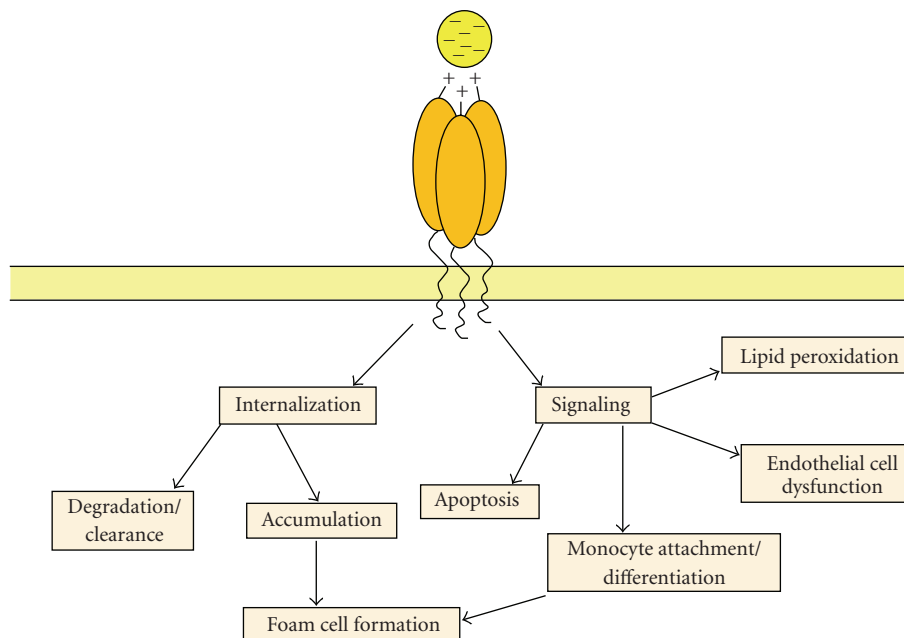 − − − − − − − −
+ + +
Lipid peroxidation
Internalization
Signaling
Endothelial cell
dysfunction
Degradation/
clearance
Accumulation
Apoptosis
Monocyte attachment/
differentiation
Foam cell formation